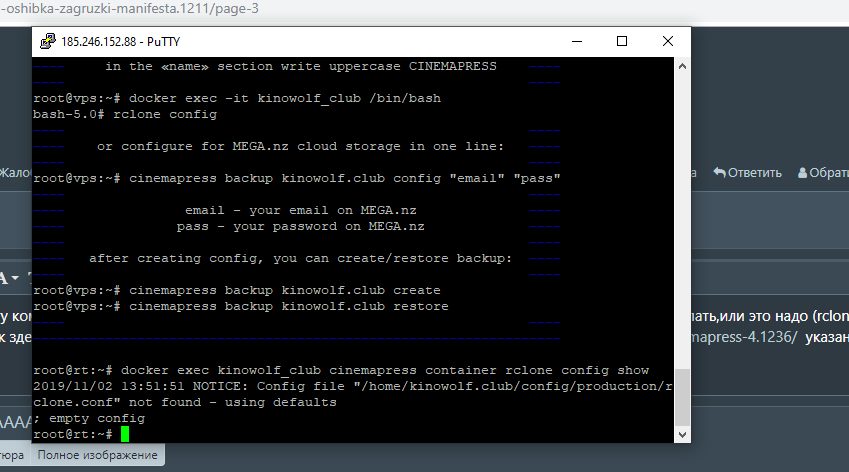 -oshibka-zagruzki-manifesta.1211/page-3
185.246.152.88 - PuTTY
---- in the «name» section write uppercase CINEMAPRESS ----
---- ----
root@vps:~# docker exec -it kinowolf_club /bin/bash
bash-5.0# rclone config
---- ----
---- or configure for MEGA.nz cloud storage in one line: ----
---- ----
root@vps:~# cinemapress backup kinowolf.club config "email" "pass"
---- ----
---- email - your email on MEGA.nz ----
---- pass - your password on MEGA.nz ----
---- ----
---- after creating config, you can create/restore backup: ----
---- ----
root@vps:~# cinemapress backup kinowolf.club create
root@vps:~# cinemapress backup kinowolf.club restore
---- ----
------------------------------------------------------------------
root@rt:~# docker exec kinowolf_club cinemapress container rclone config show
2019/11/02 13:51:51 NOTICE: Config file "/home/kinowolf.club/config/production/r
clone.conf" not found - using defaults
; empty config
root@rt:~#
Жало
а Ответить Обрат
A
у ко
лать,или это надо (rclon
к зде
mapress-4.1236/ указан
AAAA
тюра Полное изображение